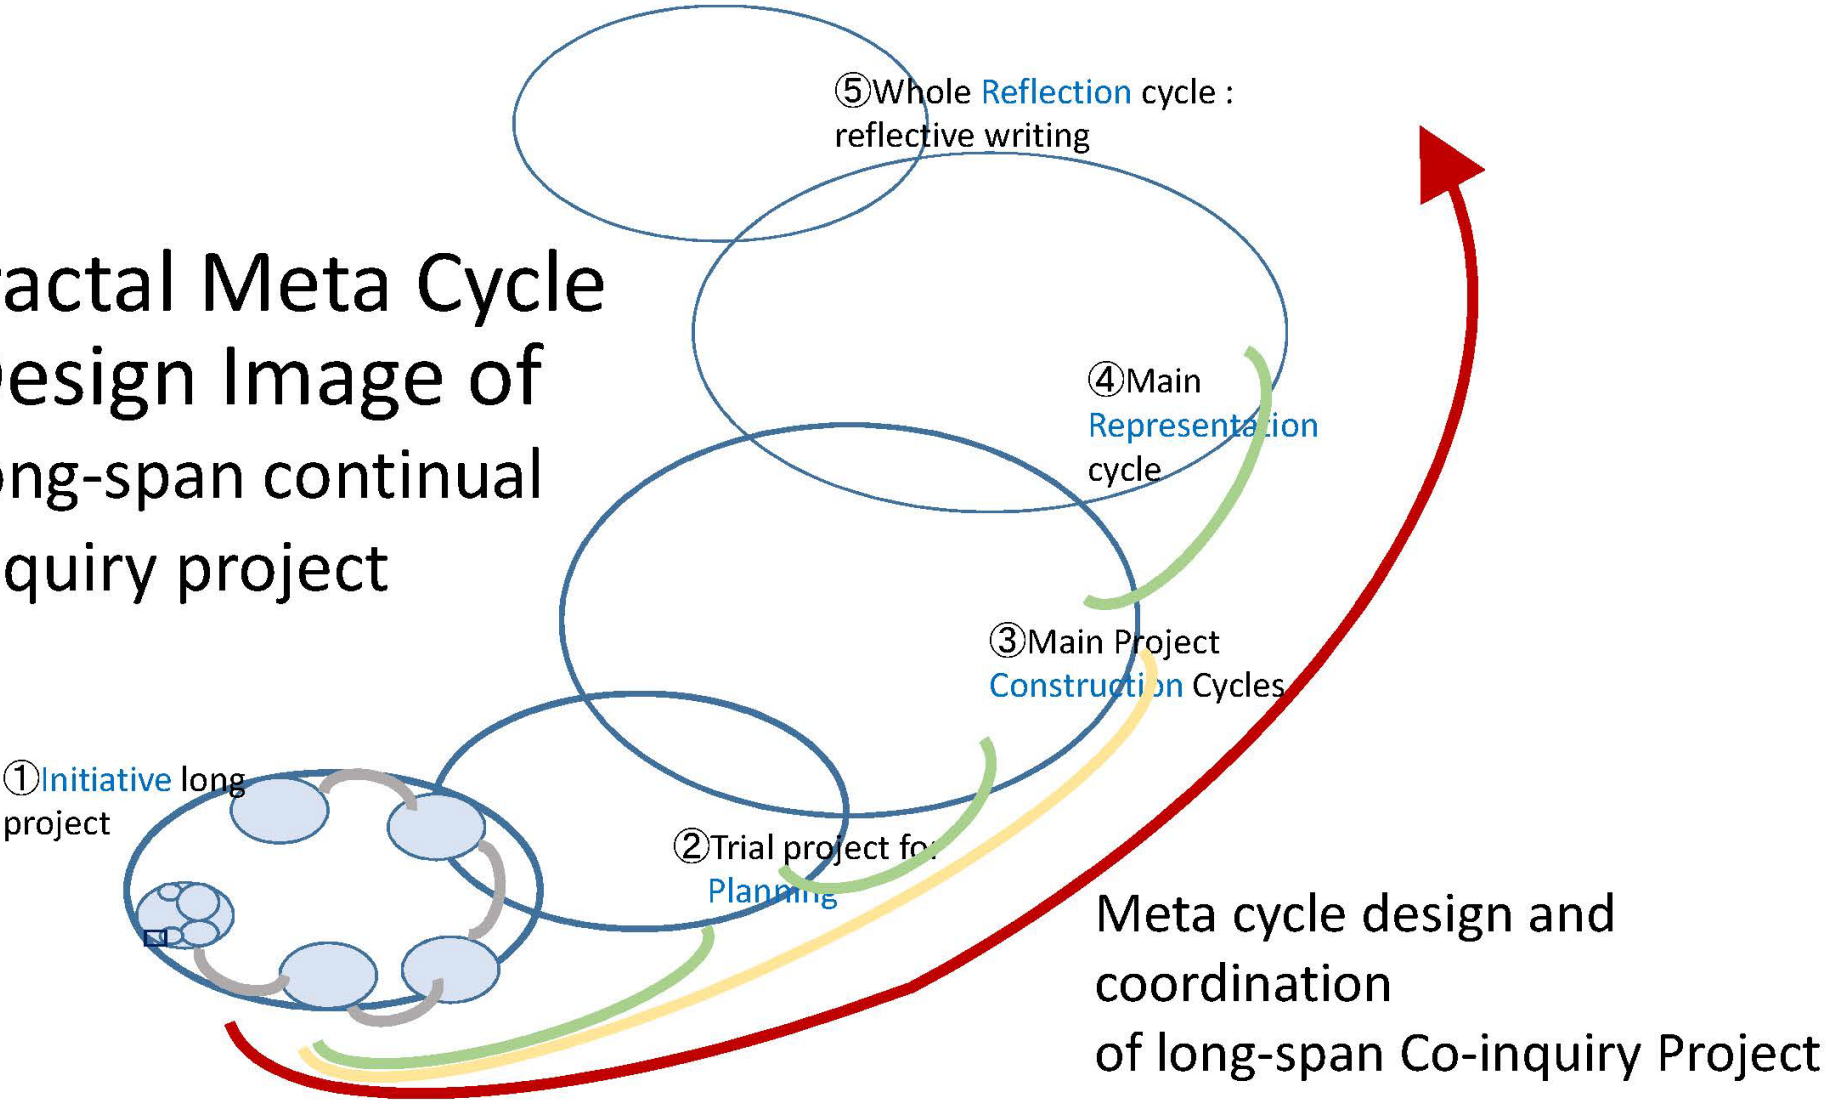 ⑤Whole Reflection cycle :
reflective writing
ractal Meta Cycle
esign Image of
ng-span continual
quiry project
④Main
Representation
cycle
③Main Project
Construction Cycles
①Initiative long
project
②Trial project for
Planning
Meta cycle design and
coordination
of long-span Co-inquiry Project